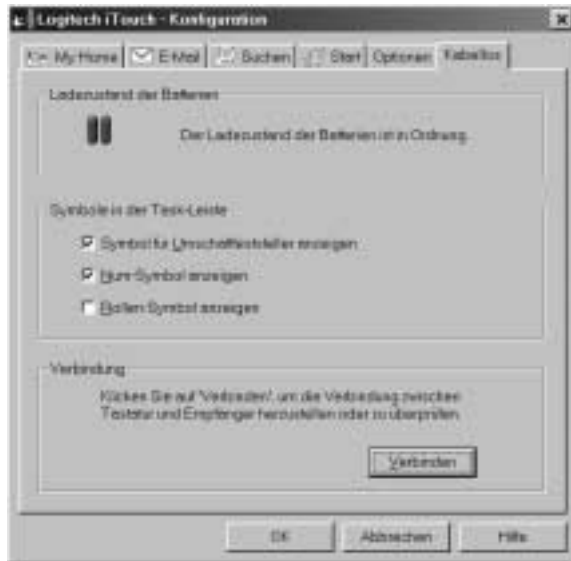 Logitech iTouch - Konfiguration
My Home E-Mail Suchen Start Optionen Kabellos
Ladezustand der Batterien
Der Ladezustand der Batterien ist in Ordnung.
Symbole in der Task-Leiste
Symbol für Umschaltfeststeller anzeigen
Num-Symbol anzeigen
Rollen-Symbol anzeigen
Verbindung
Klicken Sie auf 'Verbinden', um die Verbindung zwischen
Tastatur und Empfänger herzustellen oder zu überprüfen.
Verbinden
OK Abbrechen Hilfe